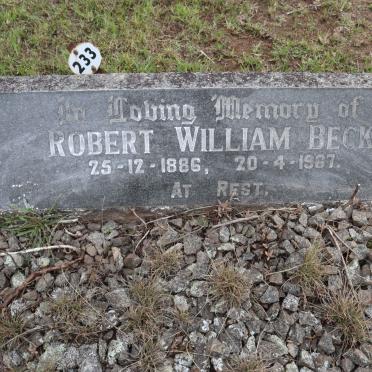 233
In Loving Memory of
ROBERT WILLIAM BECK
25-12-1886, 20-4-1967.
AT REST.